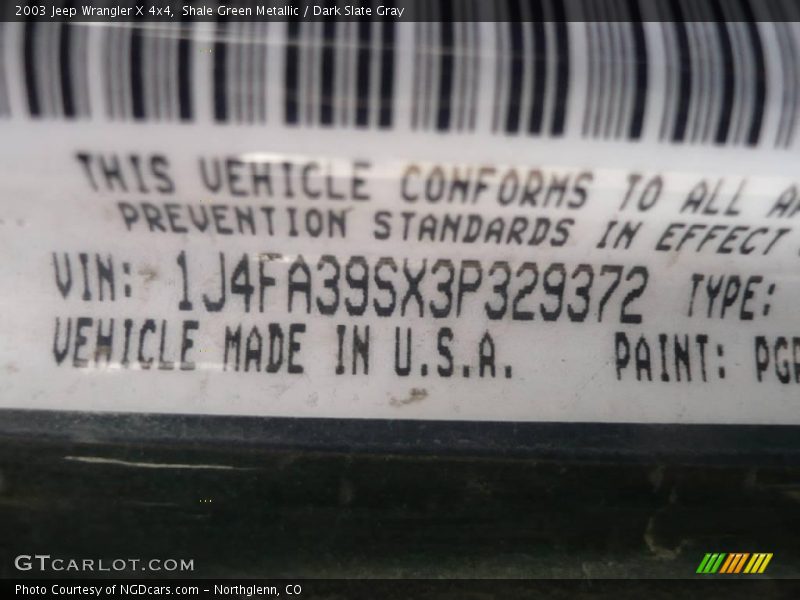 2003 Jeep Wrangler X 4x4,  Shale Green Metallic / Dark Slate Gray
THIS VEHICLE CONFORMS TO ALL
PREVENTION STANDARDS IN EFFECT
VIN: 1J4FA39SX3P329372 TYPE:
VEHICLE MADE IN U.S.A. PAINT:
GTCARLOT.COM
Photo Courtesy of NGDcars.com – Northglenn, CO